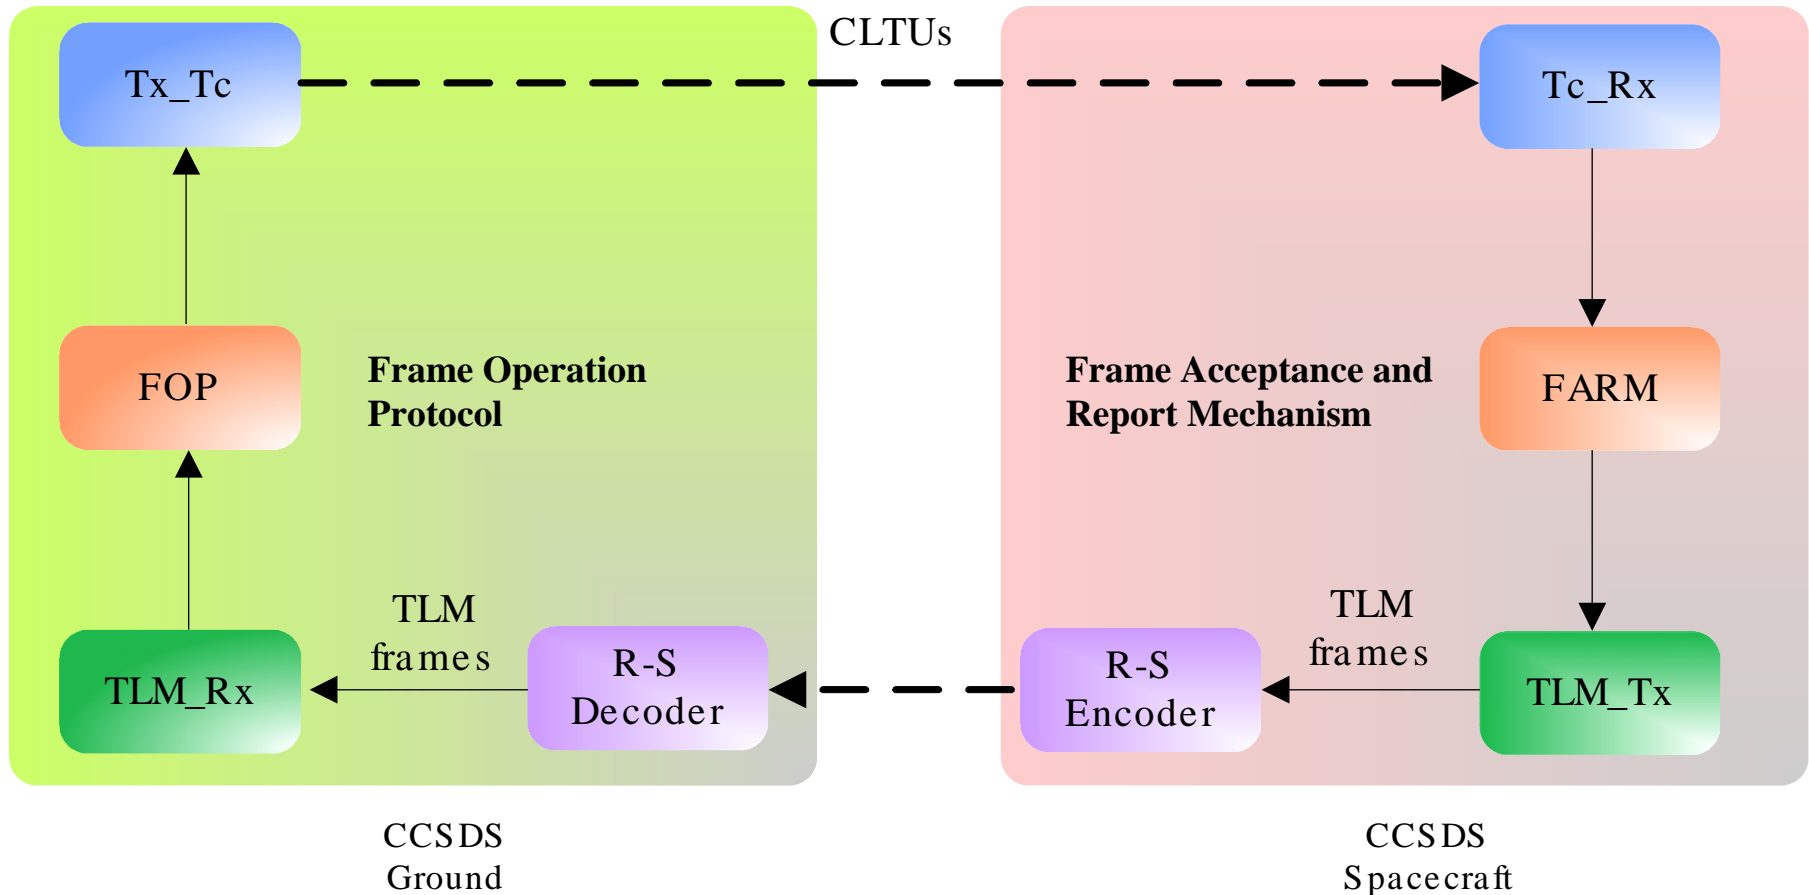 CLTUs
Tx_Tc
Tc_Rx
FOP
Frame Operation
Protocol
Frame Acceptance and
Report Mechanism
FARM
TLM
frames
TLM
frames
TLM_Rx
R-S
Decoder
R-S
Encoder
TLM_Tx
CCSDS
Ground
CCSDS
Spacecraft